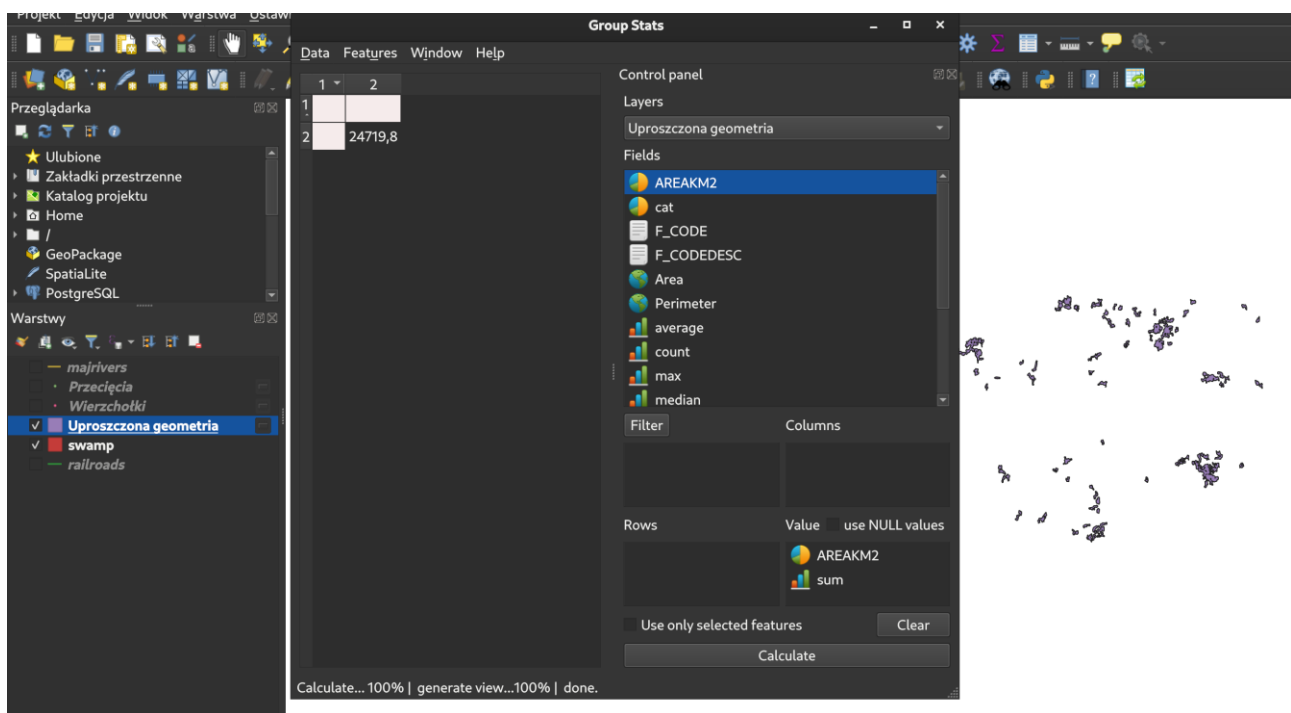 Projekt Edycja Widok Warstwa Ustawi
Group Stats
Data Features Window Help
1 2
1
2 24719,8
Control panel
Layers
Uproszczona geometria
Fields
AREAKM2
cat
F_CODE
F_CODEDESC
Area
Perimeter
average
count
max
median
Filter Columns
Rows Value use NULL values
AREAKM2
sum
Use only selected features Clear
Calculate
Calculate... 100% | generate view...100% | done.
Przeglądarka
Ulubione
Zakładki przestrzenne
Katalog projektu
Home
/
GeoPackage
SpatiaLite
PostgreSQL
Warstwy
majrivers
Przecięcia
Wierzchołki
Uproszczona geometria
swamp
railroads